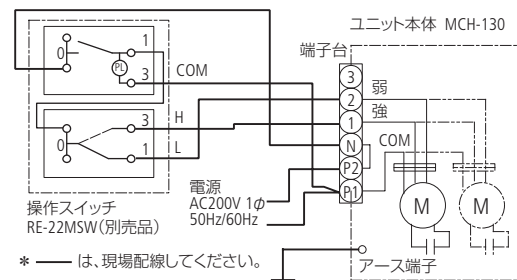 ユニット本体 MCH-130
端子台
0
1
PL
3
COM
0
3
H
1
L
3
2
1
N
P2
P1
弱
強
COM
M
M
電源
AC200V 1φ
50Hz/60Hz
操作スイッチ
RE-22MSW(別売品)
* ── は、現場配線してください。
アース端子